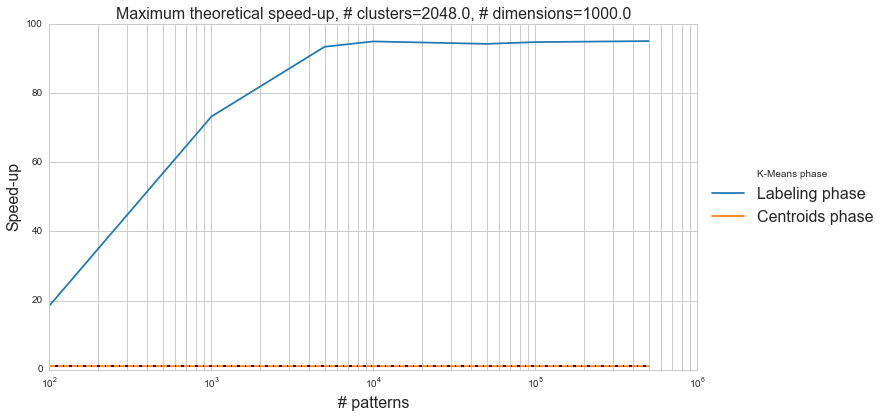 Maximum theoretical speed-up, # clusters=2048.0, # dimensions=1000.0
100
80
60
40
20
0
Speed-up
10^2
10^3
10^4
10^5
10^6
# patterns
K-Means phase
Labeling phase
Centroids phase